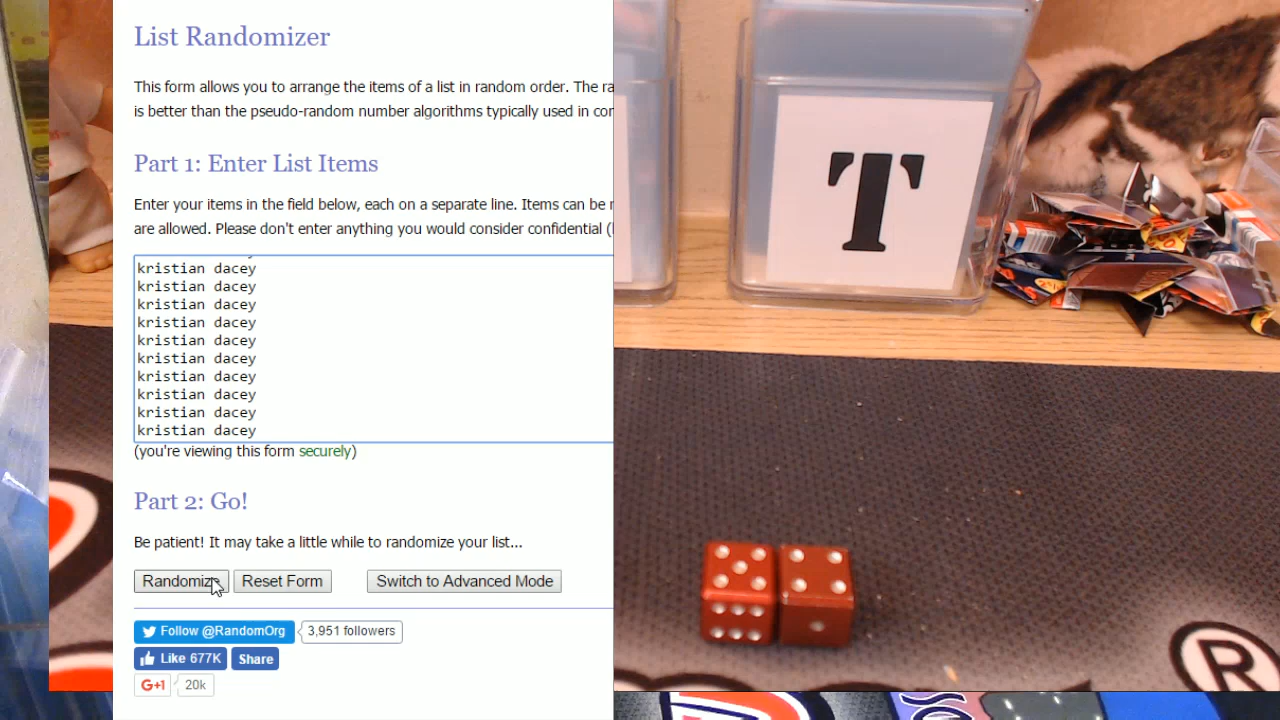 List Randomizer
This form allows you to arrange the items of a list in random order. The ra
is better than the pseudo-random number algorithms typically used in con
Part 1: Enter List Items
Enter your items in the field below, each on a separate line. Items can be
are allowed. Please don't enter anything you would consider confidential (
kristian dacey
kristian dacey
kristian dacey
kristian dacey
kristian dacey
kristian dacey
kristian dacey
kristian dacey
kristian dacey
kristian dacey
(you're viewing this form securely)
Part 2: Go!
Be patient! It may take a little while to randomize your list...
Randomize Reset Form Switch to Advanced Mode
Follow @RandomOrg 3,951 followers
Like 677K Share
G+1 20k
T
R